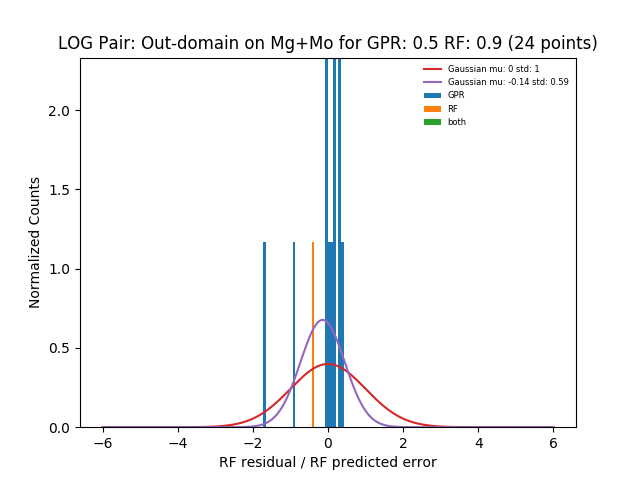 LOG Pair: Out-domain on Mg+Mo for GPR: 0.5 RF: 0.9 (24 points)
Gaussian mu: 0 std: 1
Gaussian mu: -0.14 std: 0.59
GPR
RF
both
Normalized Counts
2.0
1.5
1.0
0.5
0.0
−6 −4 −2 0 2 4 6
RF residual / RF predicted error